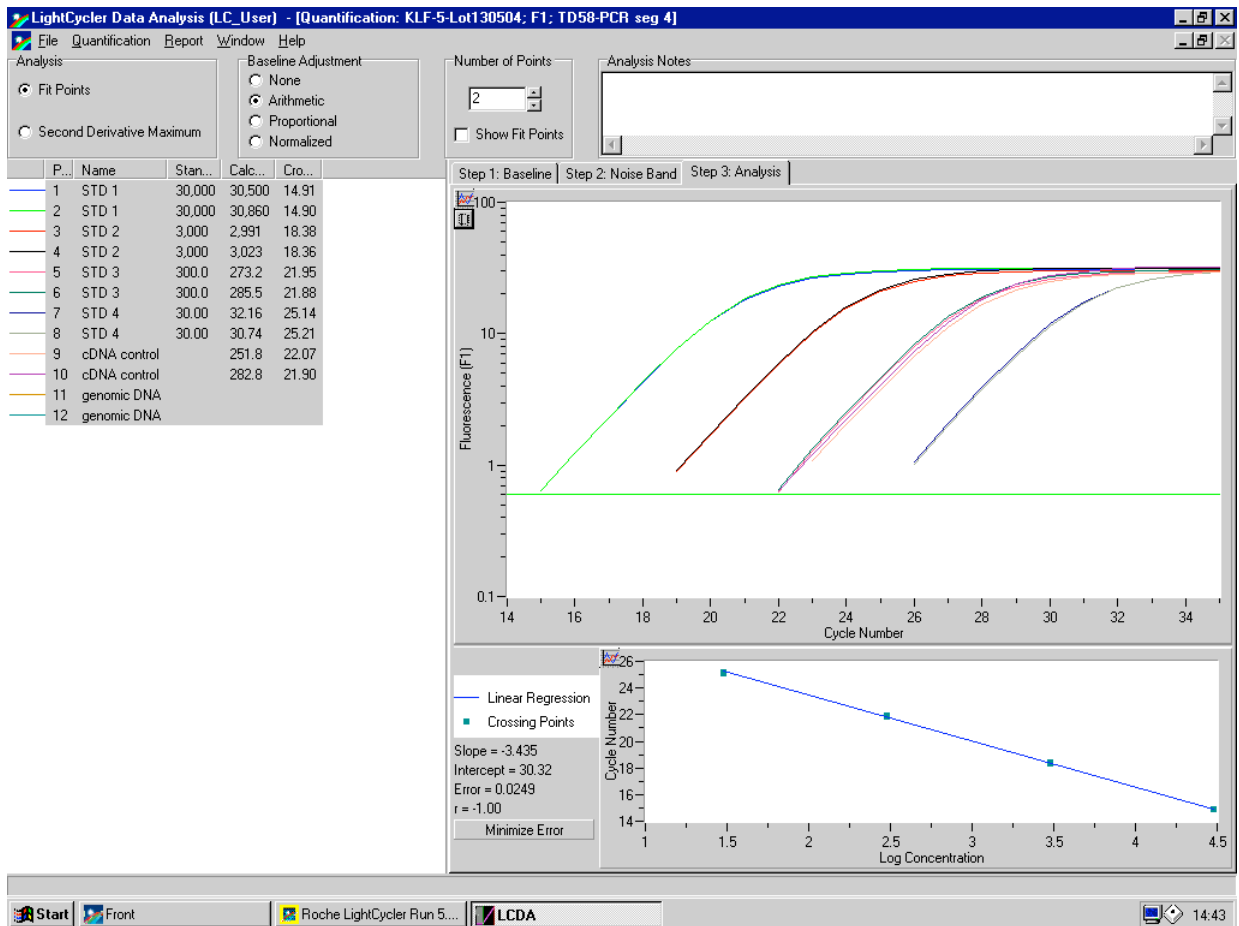 LightCycler Data Analysis (LC_User) - [Quantification: KLF-5-Lot130504; F1; TD58-PCR seg 4]
File Quantification Report Window Help
Analysis
Fit Points
Second Derivative Maximum
Baseline Adjustment
None
Arithmetic
Proportional
Normalized
Number of Points
2
Show Fit Points
Analysis Notes
P... Name Stan... Calc... Cro...
1 STD 1 30,000 30,500 14.91
2 STD 1 30,000 30,860 14.90
3 STD 2 3,000 2,991 18.38
4 STD 2 3,000 3,023 18.36
5 STD 3 300.0 273.2 21.95
6 STD 3 300.0 285.5 21.88
7 STD 4 30.00 32.16 25.14
8 STD 4 30.00 30.74 25.21
9 cDNA control 251.8 22.07
10 cDNA control 282.8 21.90
11 genomic DNA
12 genomic DNA
Step 1: Baseline Step 2: Noise Band Step 3: Analysis
100
10
1
0.1
Fluorescence (F1)
14 16 18 20 22 24 26 28 30 32 34
Cycle Number
Linear Regression
Crossing Points
Slope = -3.435
Intercept = 30.32
Error = 0.0249
r = -1.00
Minimize Error
26
24
22
20
18
16
14
Cycle Number
1 1.5 2 2.5 3 3.5 4 4.5
Log Concentration
Start Front Roche LightCycler Run 5.... LCDA 14:43